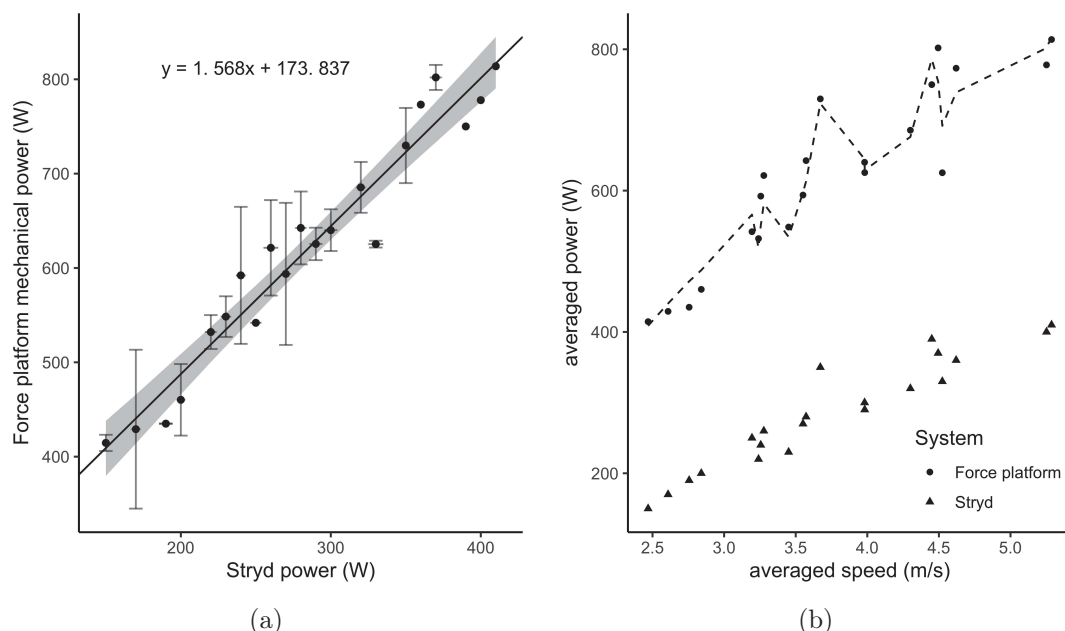 y = 1. 568x + 173. 837
Force platform mechanical power (W)
800
700
600
500
400
200
300
400
Stryd power (W)
(a)
averaged power (W)
800
600
400
200
System
Force platform
Stryd
2.5
3.0
3.5
4.0
4.5
5.0
averaged speed (m/s)
(b)